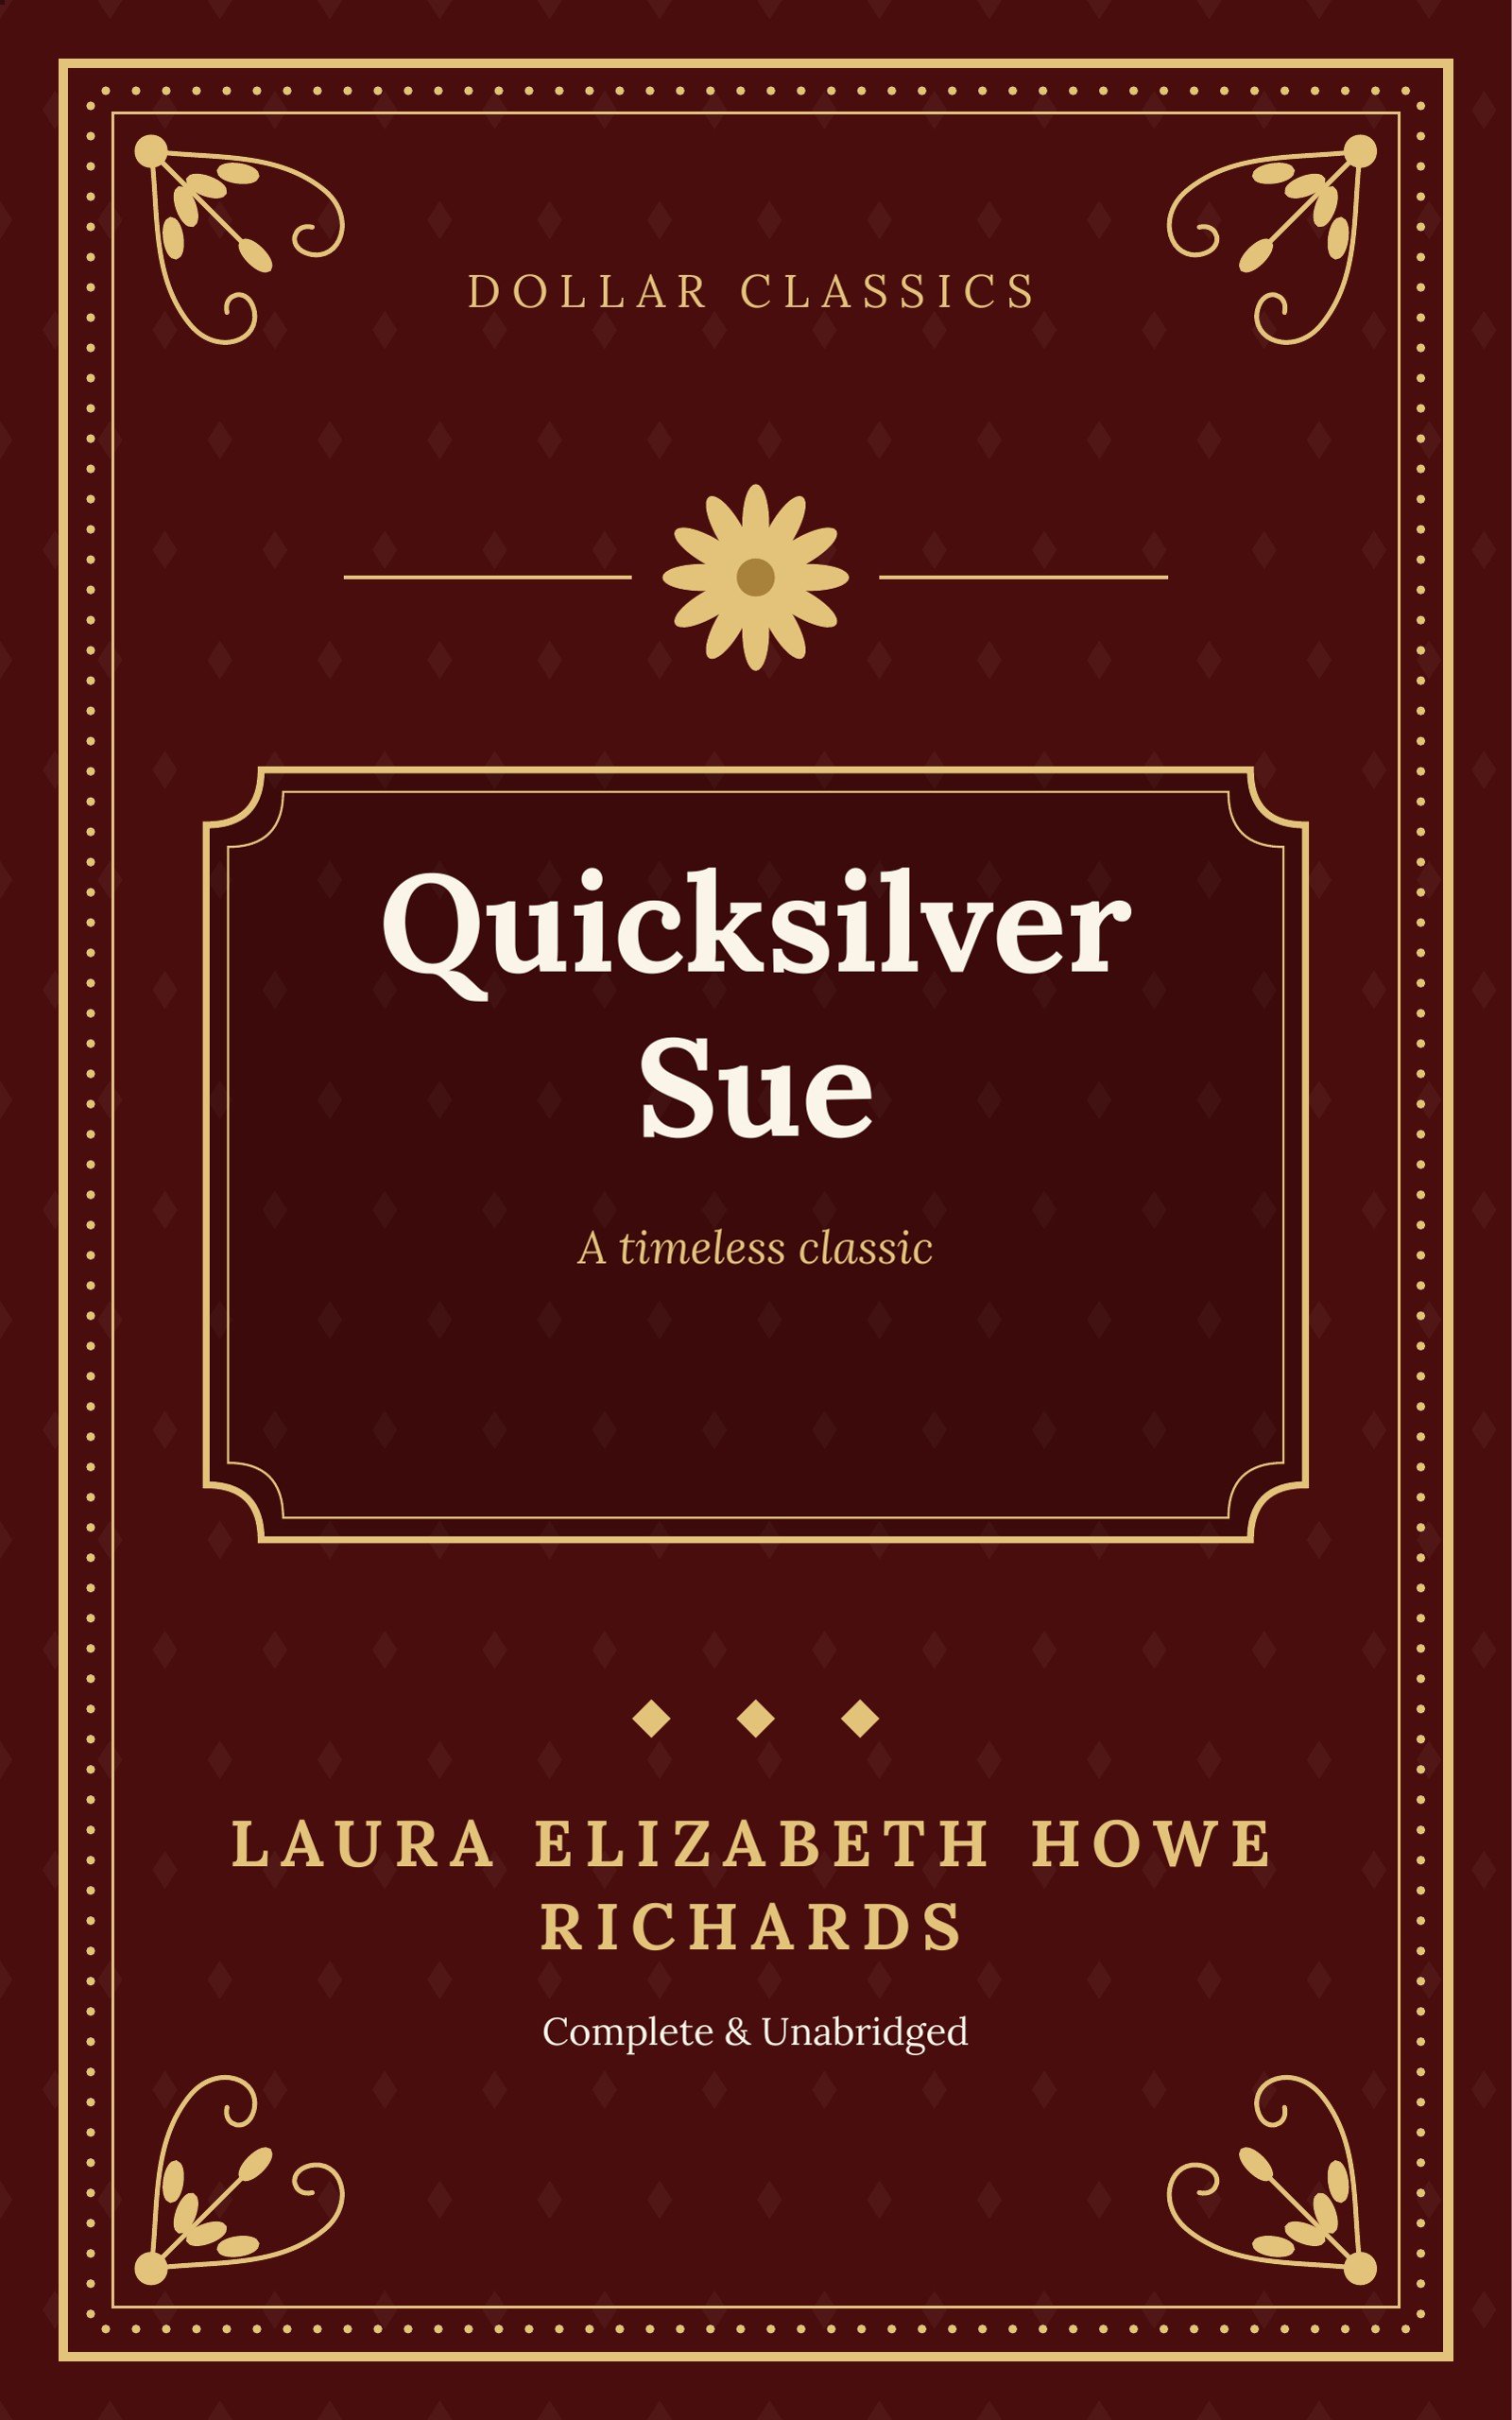 DOLLAR CLASSICS
Quicksilver
Sue
A timeless classic
LAURA ELIZABETH HOWE
RICHARDS
Complete & Unabridged